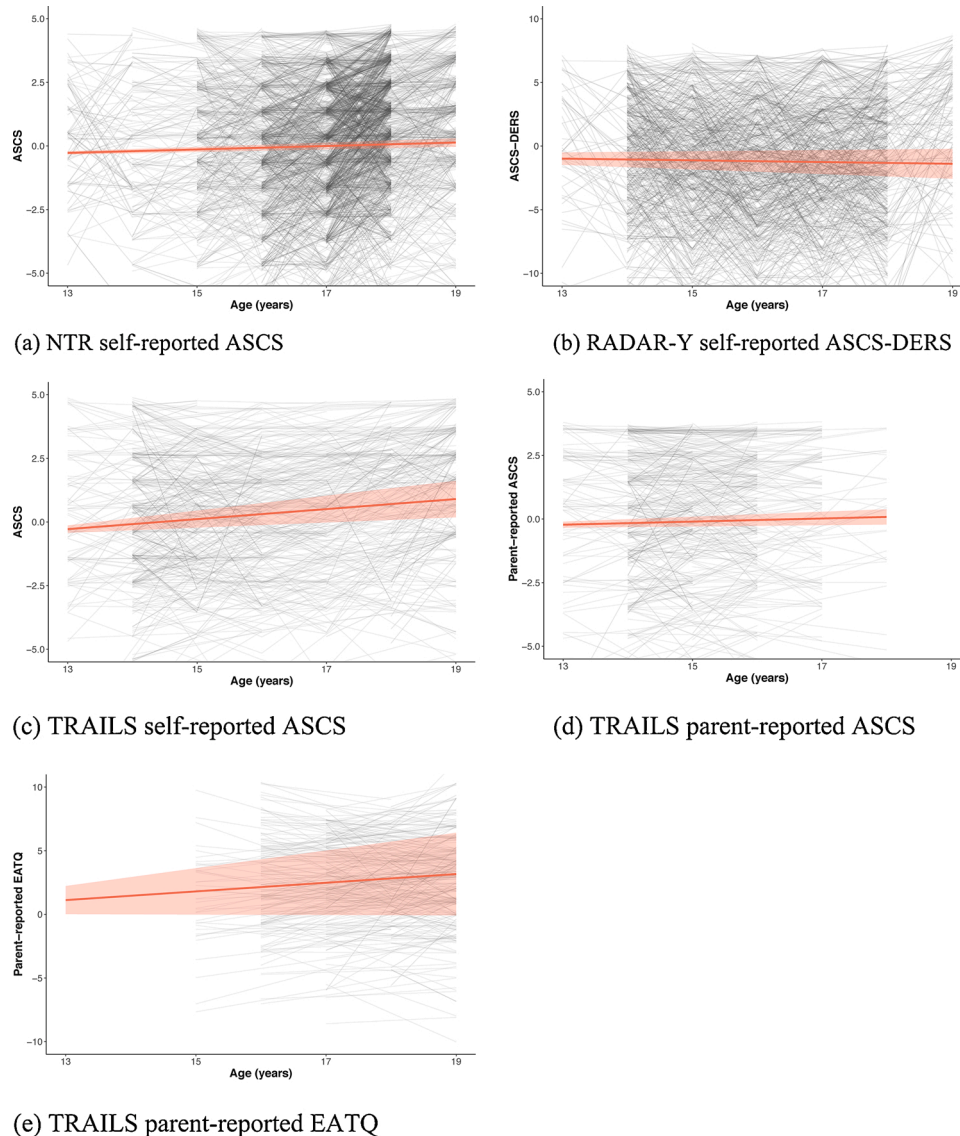 5.0
2.5
0.0
−2.5
−5.0
ASCS
13 15 17 19
Age (years)
(a) NTR self-reported ASCS
10
5
0
−5
−10
ASCS−DERS
13 15 17 19
Age (years)
(b) RADAR-Y self-reported ASCS-DERS
5.0
2.5
0.0
−2.5
−5.0
ASCS
13 15 17 19
Age (years)
(c) TRAILS self-reported ASCS
5.0
2.5
0.0
−2.5
−5.0
Parent−reported ASCS
13 15 17 19
Age (years)
(d) TRAILS parent-reported ASCS
10
5
0
−5
−10
Parent−reported EATQ
13 15 17 19
Age (years)
(e) TRAILS parent-reported EATQ